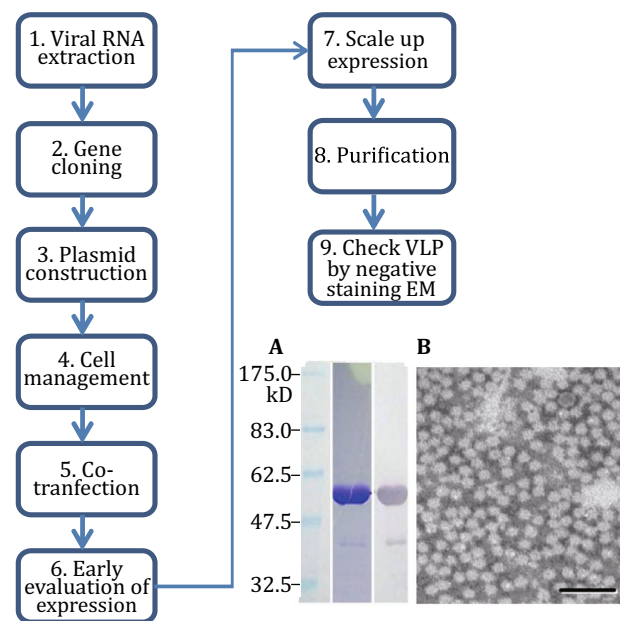 1. Viral RNA
extraction
2. Gene
cloning
3. Plasmid
construction
4. Cell
management
5. Co-
tranfection
6. Early
evaluation of
expression
7. Scale up
expression
8. Purification
9. Check VLP
by negative
staining EM
A
175.0
kD
83.0
62.5
47.5
32.5
B